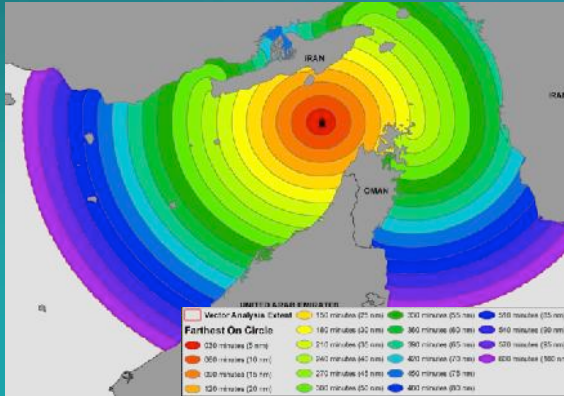 IRAN
IRAN
OMAN
UNITED ARAB EMIRATES
Vector Analysis Extent
Farthest On Circle
030 minutes (5 nm)
060 minutes (10 nm)
090 minutes (15 nm)
120 minutes (20 nm)
150 minutes (25 nm)
180 minutes (30 nm)
210 minutes (35 nm)
240 minutes (40 nm)
270 minutes (45 nm)
300 minutes (50 nm)
330 minutes (55 nm)
360 minutes (60 nm)
390 minutes (65 nm)
420 minutes (70 nm)
450 minutes (75 nm)
480 minutes (80 nm)
510 minutes (85 nm)
540 minutes (90 nm)
570 minutes (95 nm)
600 minutes (100 nm)